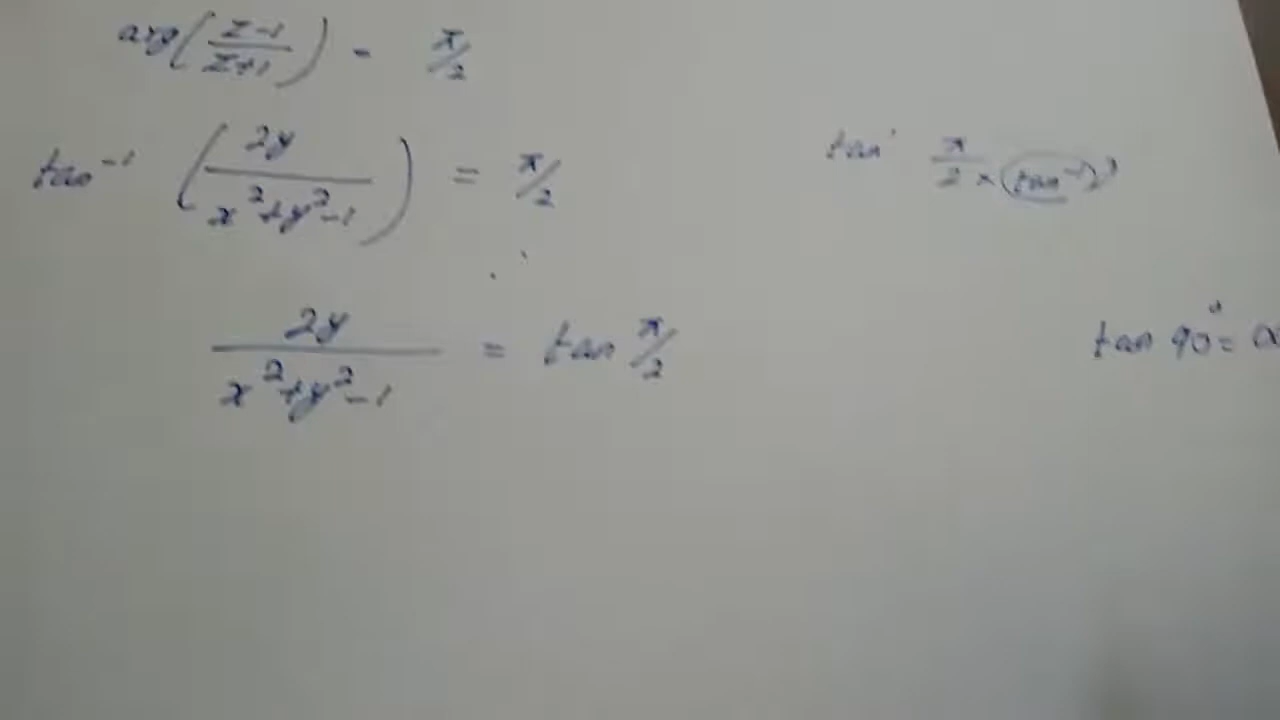 arg(z-1/z+1) = π/2
tan⁻¹ (2y/x²+y²-1) = π/2
tan π/2 × (tan⁻¹)
2y/x²+y²-1 = tan π/2
tan 90° =